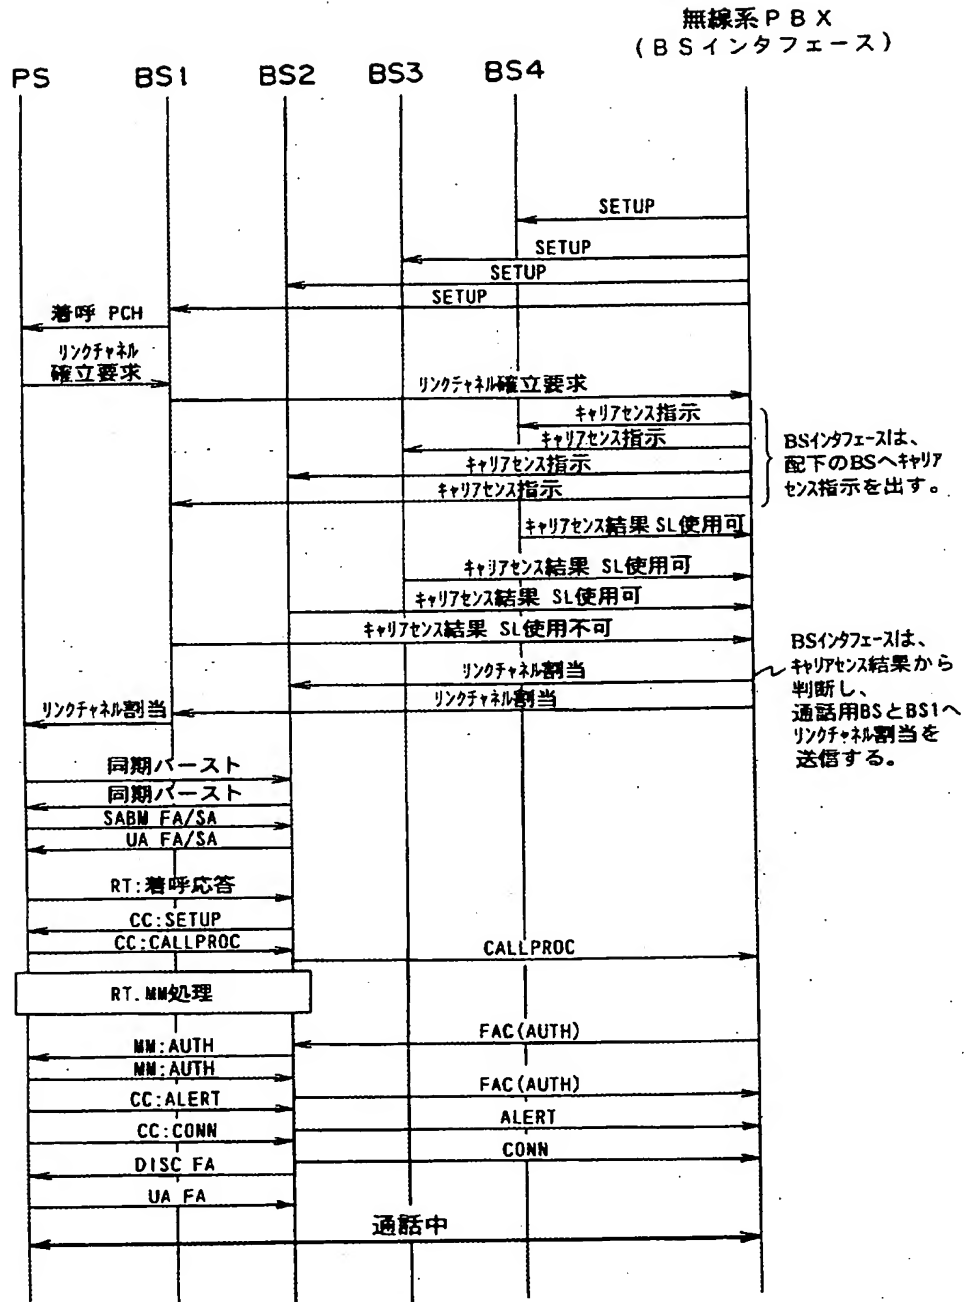 無線系PBX
(BSインタフェース)
PS BS1 BS2 BS3 BS4
SETUP
SETUP
SETUP
SETUP
着呼 PCH
リンクチャネル
確立要求
リンクチャネル確立要求
キャリアセンス指示
キャリアセンス指示
キャリアセンス指示
キャリアセンス指示
BSインタフェースは、
配下のBSへキャリア
センス指示を出す。
キャリアセンス結果 SL使用可
キャリアセンス結果 SL使用可
キャリアセンス結果 SL使用可
キャリアセンス結果 SL使用不可
リンクチャネル割当
リンクチャネル割当
リンクチャネル割当
BSインタフェースは、
キャリアセンス結果から
判断し、
通話用BSとBS1へ
リンクチャネル割当を
送信する。
同期バースト
同期バースト
SABM FA/SA
UA FA/SA
RT:着呼応答
CC:SETUP
CC:CALLPROC
CALLPROC
RT.MM処理
FAC(AUTH)
MM:AUTH
MM:AUTH
FAC(AUTH)
CC:ALERT
ALERT
CC:CONN
CONN
DISC FA
UA FA
通話中